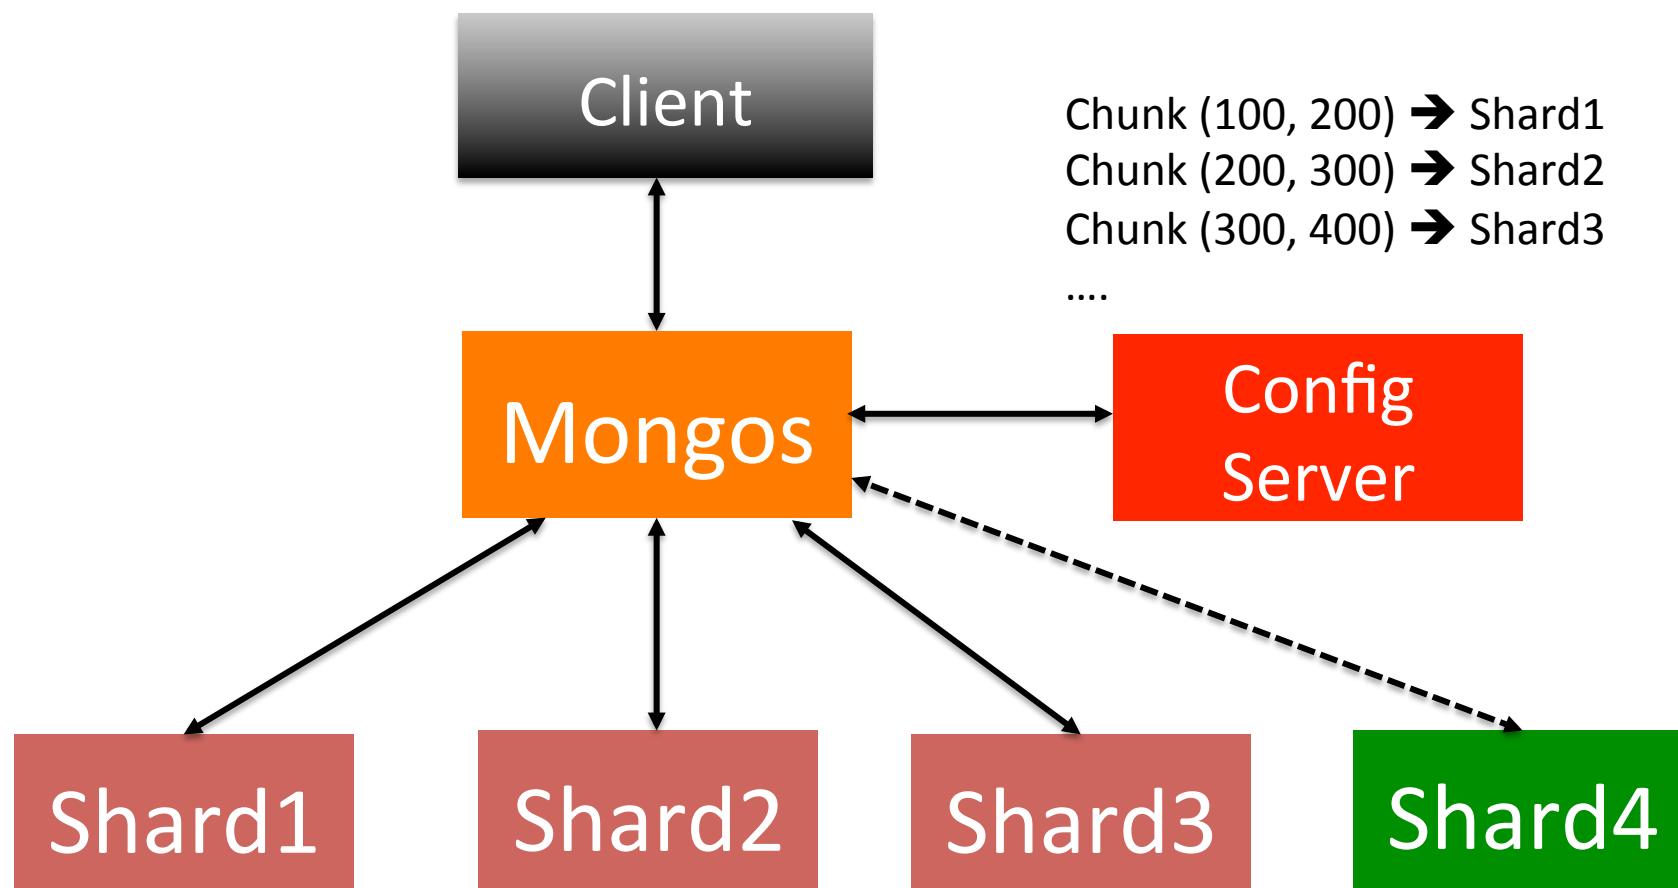 Client
Chunk (100, 200) ➔ Shard1
Chunk (200, 300) ➔ Shard2
Chunk (300, 400) ➔ Shard3
....
Mongos
Config
Server
Shard1
Shard2
Shard3
Shard4